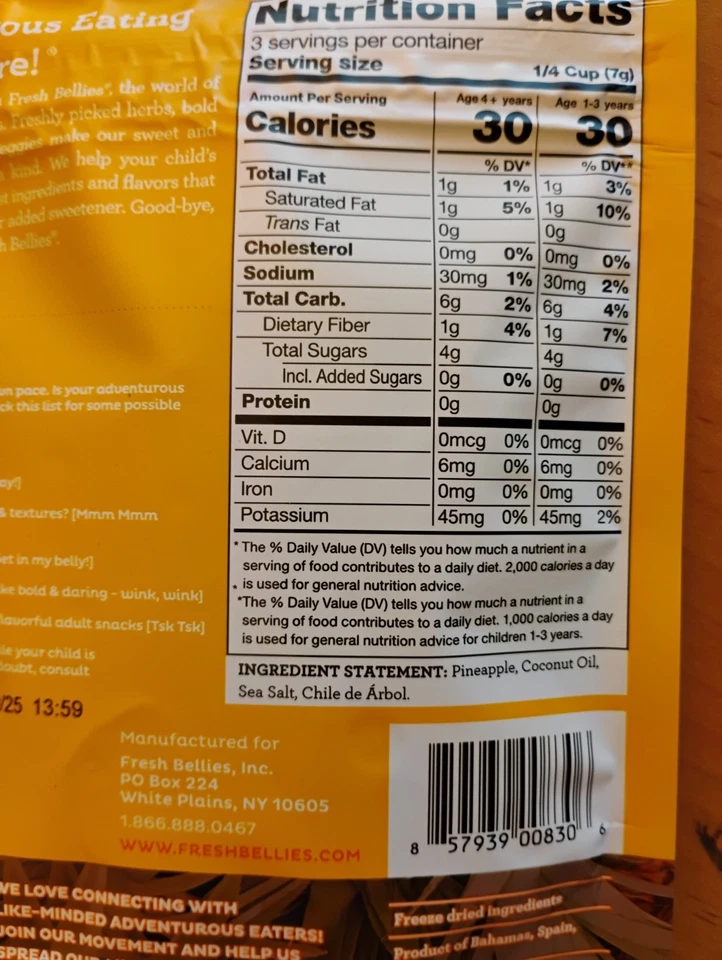 ous Eating
re!
Fresh Bellies®, the world of
Freshly picked herbs, bold
eggies make our sweet and
kind. We help your child's
st ingredients and flavors that
added sweetener. Good-bye,
h Bellies®.
un pace. Is your adventurous
ck this list for some possible
ay!]
& textures? [Mmm Mmm
et in my belly!]
ke bold & daring - wink, wink]
lavorful adult snacks [Tsk Tsk]
le your child is
doubt, consult
/25 13:59
Nutrition Facts
3 servings per container
Serving size 1/4 Cup (7g)
Amount Per Serving Age 4+ years Age 1-3 years
Calories 30 30
% DV* % DV**
Total Fat 1g 1% 1g 3%
Saturated Fat 1g 5% 1g 10%
Trans Fat 0g 0g
Cholesterol 0mg 0% 0mg 0%
Sodium 30mg 1% 30mg 2%
Total Carb. 6g 2% 6g 4%
Dietary Fiber 1g 4% 1g 7%
Total Sugars 4g 4g
Incl. Added Sugars 0g 0% 0g 0%
Protein 0g 0g
Vit. D 0mcg 0% 0mcg 0%
Calcium 6mg 0% 6mg 0%
Iron 0mg 0% 0mg 0%
Potassium 45mg 0% 45mg 2%
* The % Daily Value (DV) tells you how much a nutrient in a
serving of food contributes to a daily diet. 2,000 calories a day
is used for general nutrition advice.
*The % Daily Value (DV) tells you how much a nutrient in a
serving of food contributes to a daily diet. 1,000 calories a day
is used for general nutrition advice for children 1-3 years.
INGREDIENT STATEMENT: Pineapple, Coconut Oil,
Sea Salt, Chile de Árbol.
Manufactured for
Fresh Bellies, Inc.
PO Box 224
White Plains, NY 10605
1.866.888.0467
WWW.FRESHBELLIES.COM
8 57939 00830 6
WE LOVE CONNECTING WITH
LIKE-MINDED ADVENTUROUS EATERS!
JOIN OUR MOVEMENT AND HELP US
SPREAD OUR
Freeze dried ingredients
Product of Bahamas, Spain,